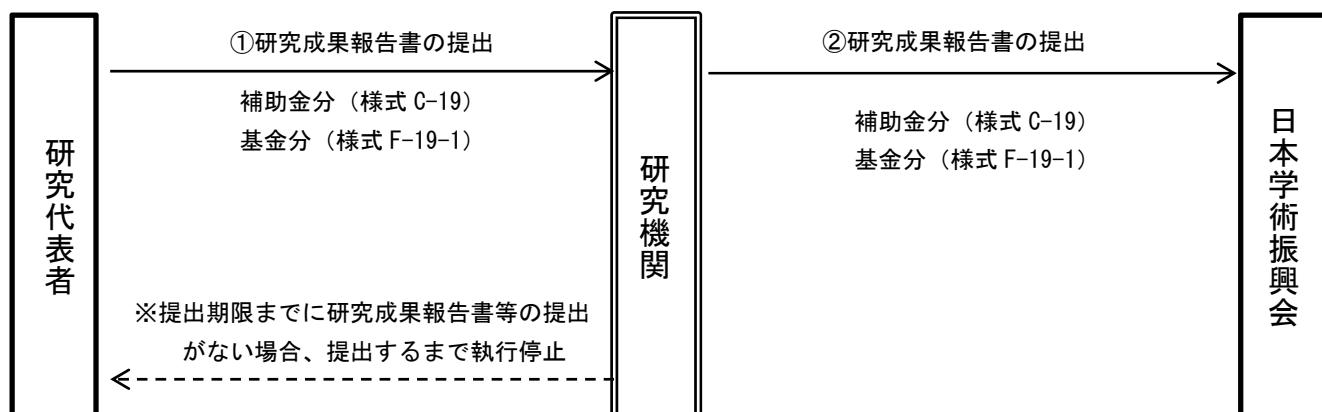 研究代表者
①研究成果報告書の提出
補助金分（様式 C-19）
基金分（様式 F-19-1）
※提出期限までに研究成果報告書等の提出
がない場合、提出するまで執行停止
研究機関
②研究成果報告書の提出
補助金分（様式 C-19）
基金分（様式 F-19-1）
日本学術振興会